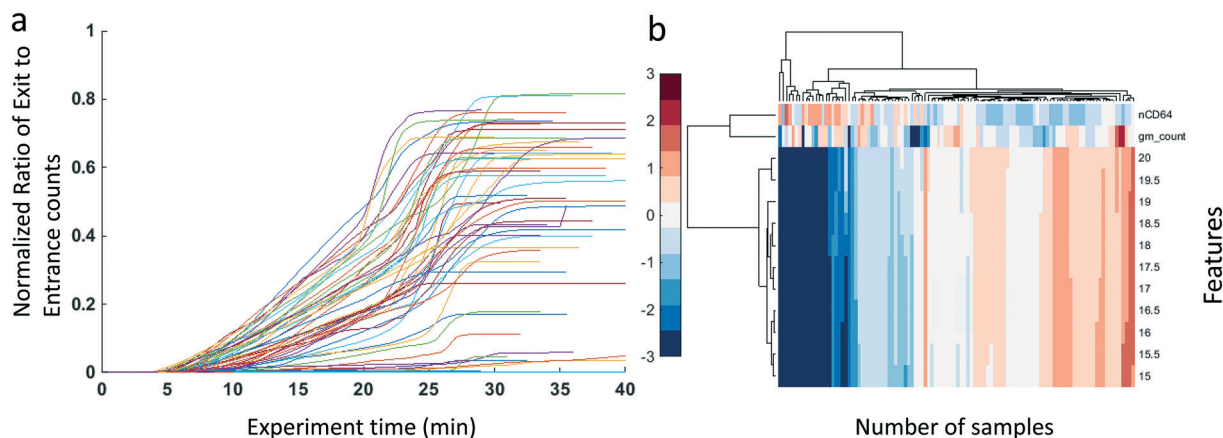 a
Normalized Ratio of Exit to
Entrance counts
1
0.8
0.6
0.4
0.2
0
0 5 10 15 20 25 30 35 40
Experiment time (min)
b
3
2
1
0
-1
-2
-3
nCD64
gm_count
20
19.5
19
18.5
18
17.5
17
16.5
16
15.5
15
Features
Number of samples